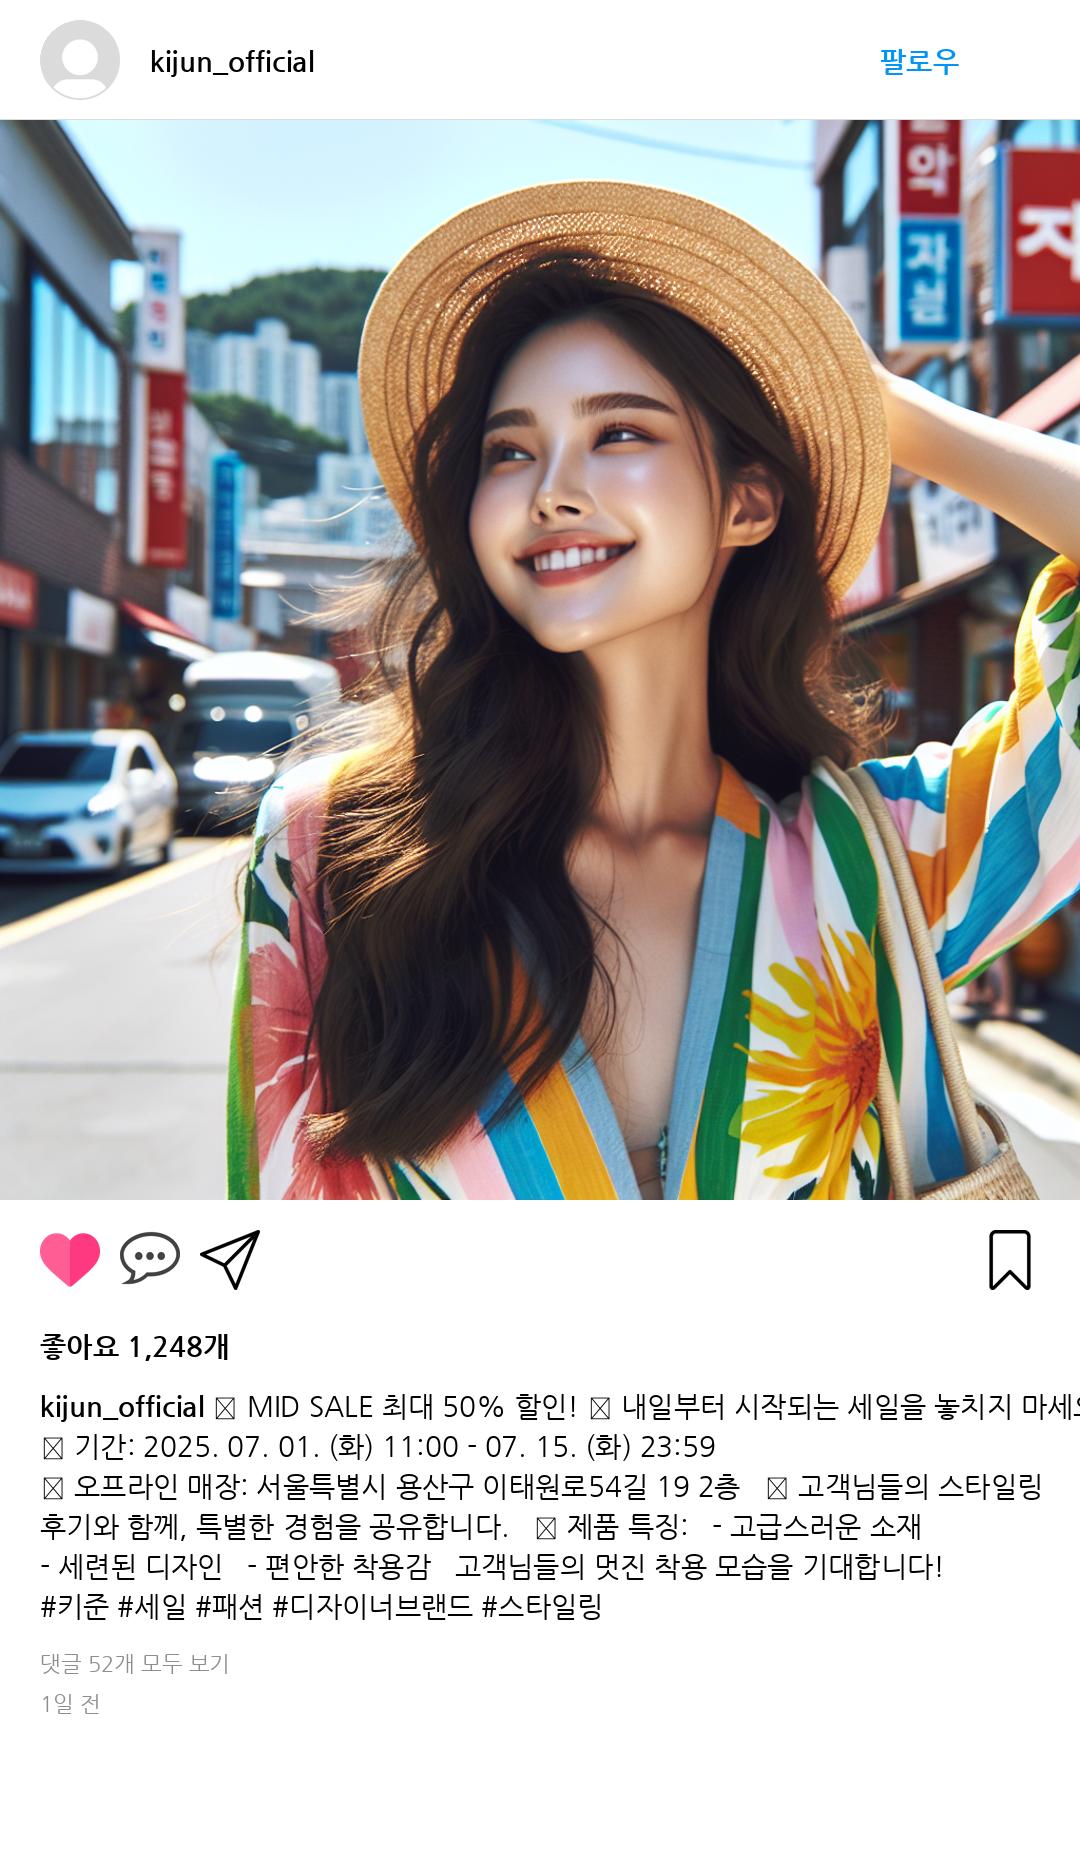 kijun_official
팔로우
자
좋아요 1,248개
kijun_official MID SALE 최대 50% 할인! 내일부터 시작되는 세일을 놓치지 마세
기간: 2025. 07. 01. (화) 11:00 - 07. 15. (화) 23:59
오프라인 매장: 서울특별시 용산구 이태원로54길 19 2층 고객님들의 스타일링
후기와 함께, 특별한 경험을 공유합니다. 제품 특징: - 고급스러운 소재
- 세련된 디자인 - 편안한 착용감 고객님들의 멋진 착용 모습을 기대합니다!
#키준 #세일 #패션 #디자이너브랜드 #스타일링
댓글 52개 모두 보기
1일 전